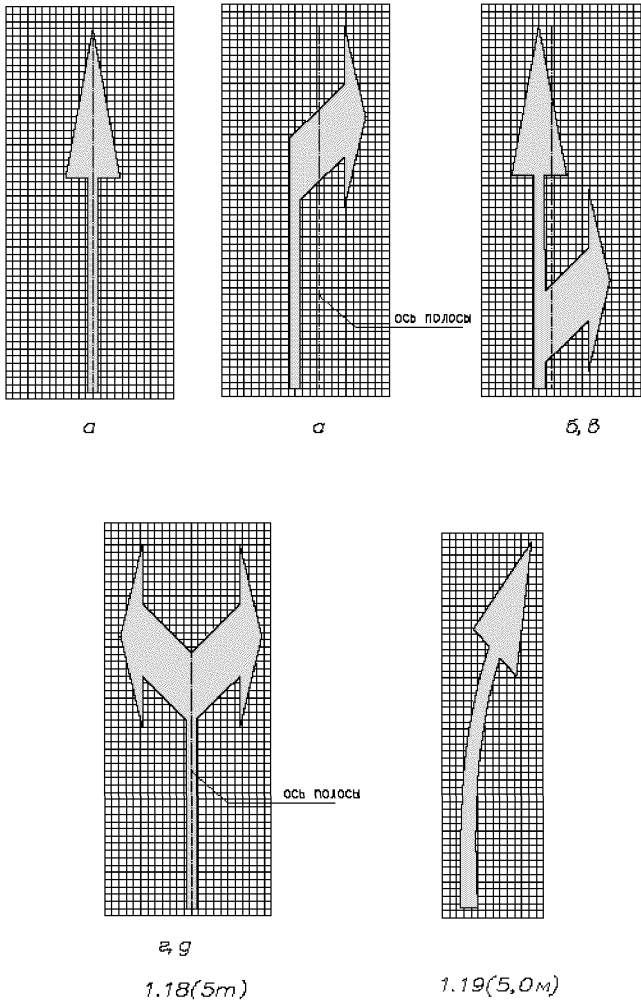 ось полосы
а
а
б, в
ось полосы
г, д
1.18(5m)
1.19(5,0м)